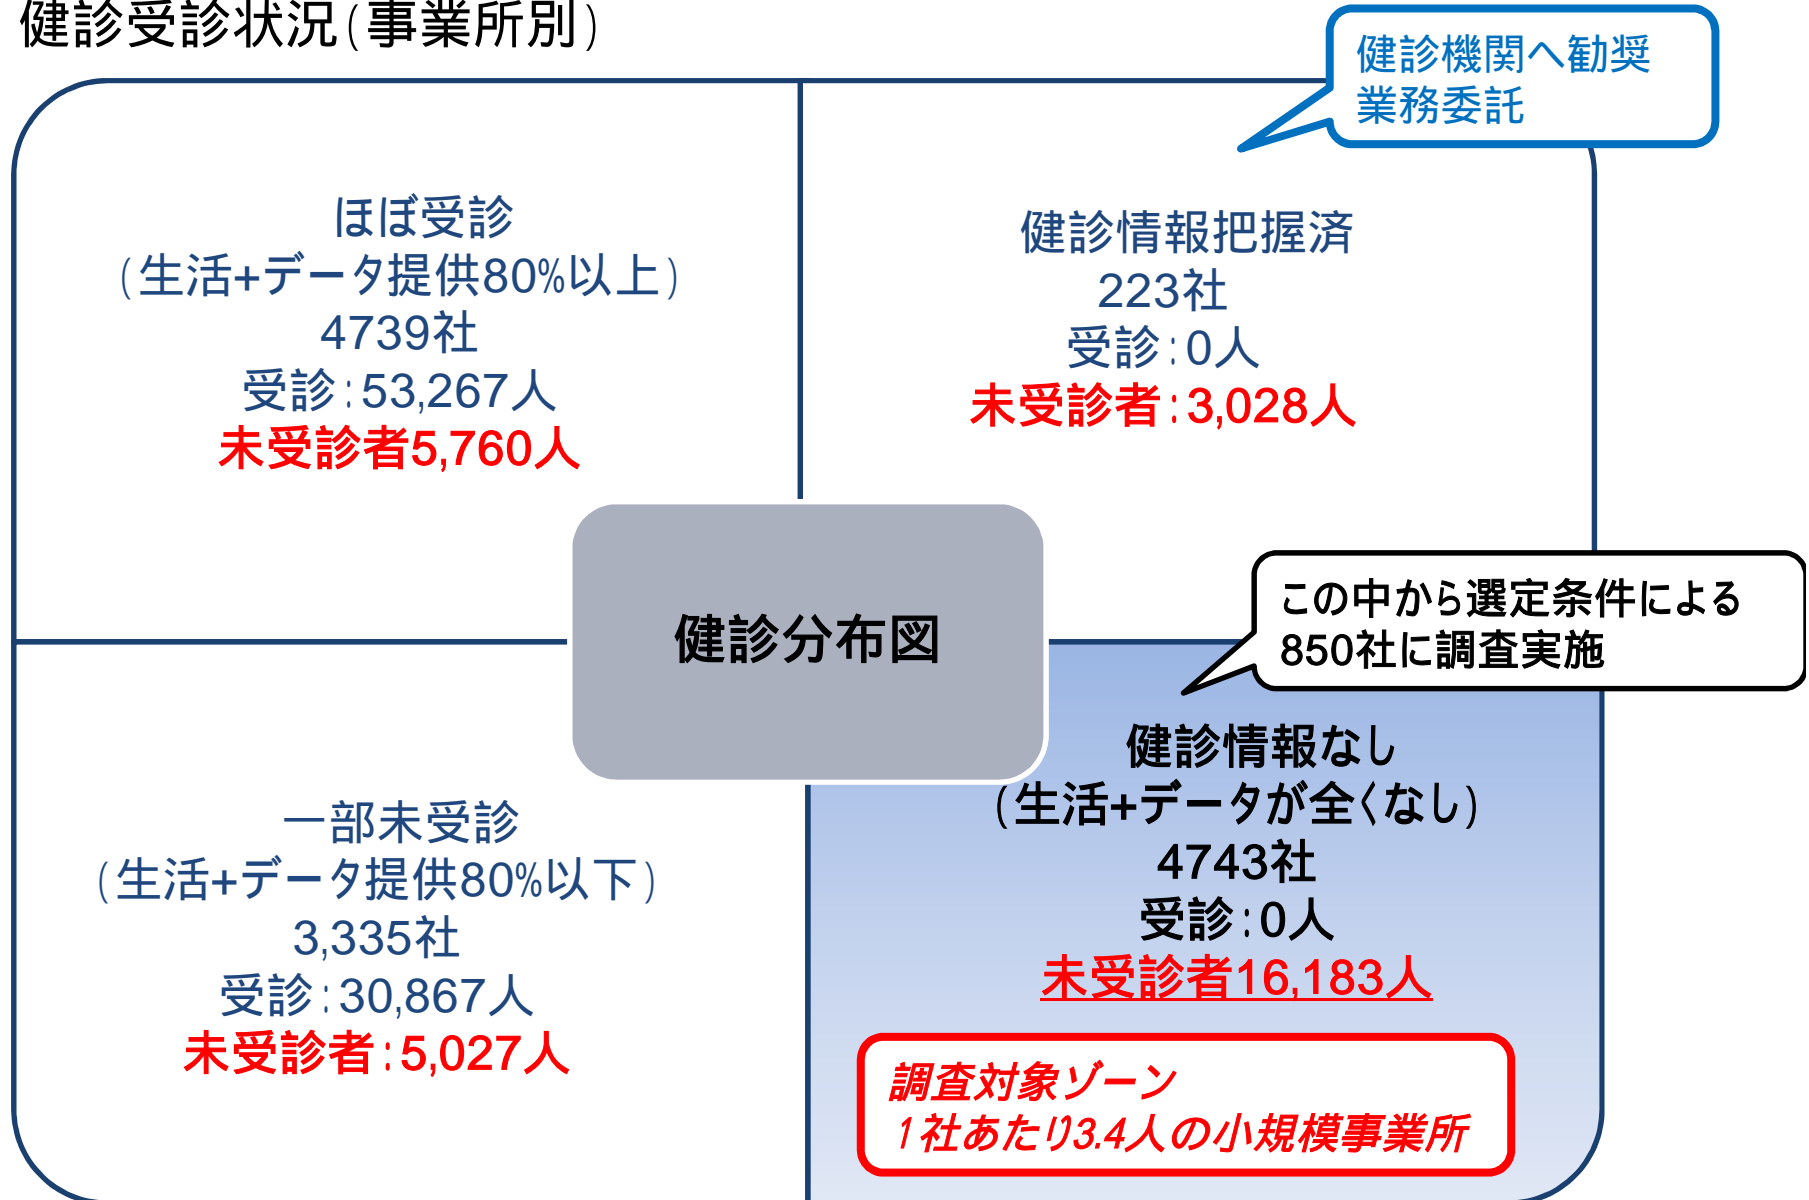 健診受診状況(事業所別)
健診機関へ勧奨
業務委託
ほぼ受診
(生活+データ提供80%以上)
4739社
受診:53,267人
未受診者5,760人
健診情報把握済
223社
受診:0人
未受診者:3,028人
健診分布図
この中から選定条件による
850社に調査実施
一部未受診
(生活+データ提供80%以下)
3,335社
受診:30,867人
未受診者:5,027人
健診情報なし
(生活+データが全くなし)
4743社
受診:0人
未受診者16,183人
調査対象ゾーン
1社あたり3.4人の小規模事業所